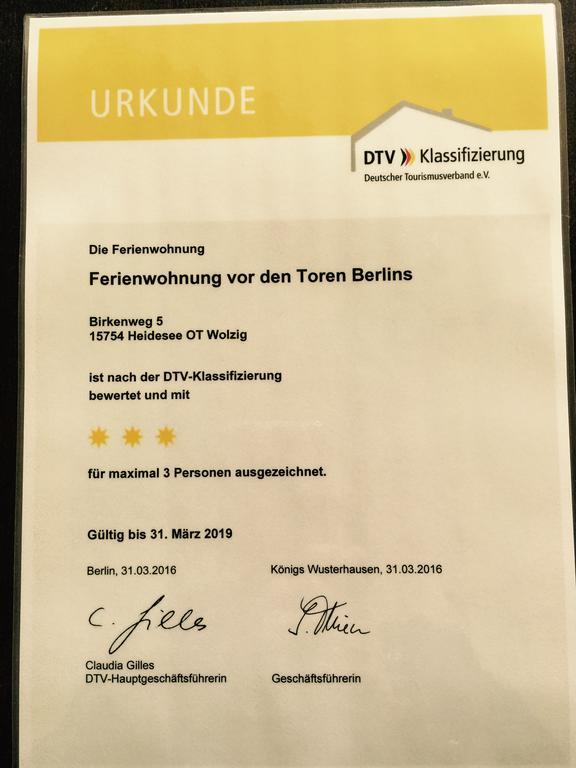 URKUNDE
DTV Klassifizierung
Deutscher Tourismusverband e.V.
Die Ferienwohnung
Ferienwohnung vor den Toren Berlins
Birkenweg 5
15754 Heidesee OT Wolzig
ist nach der DTV-Klassifizierung
bewertet und mit
für maximal 3 Personen ausgezeichnet.
Gültig bis 31. März 2019
Berlin, 31.03.2016 Königs Wusterhausen, 31.03.2016
C. Gilles
Claudia Gilles
DTV-Hauptgeschäftsführerin Geschäftsführerin